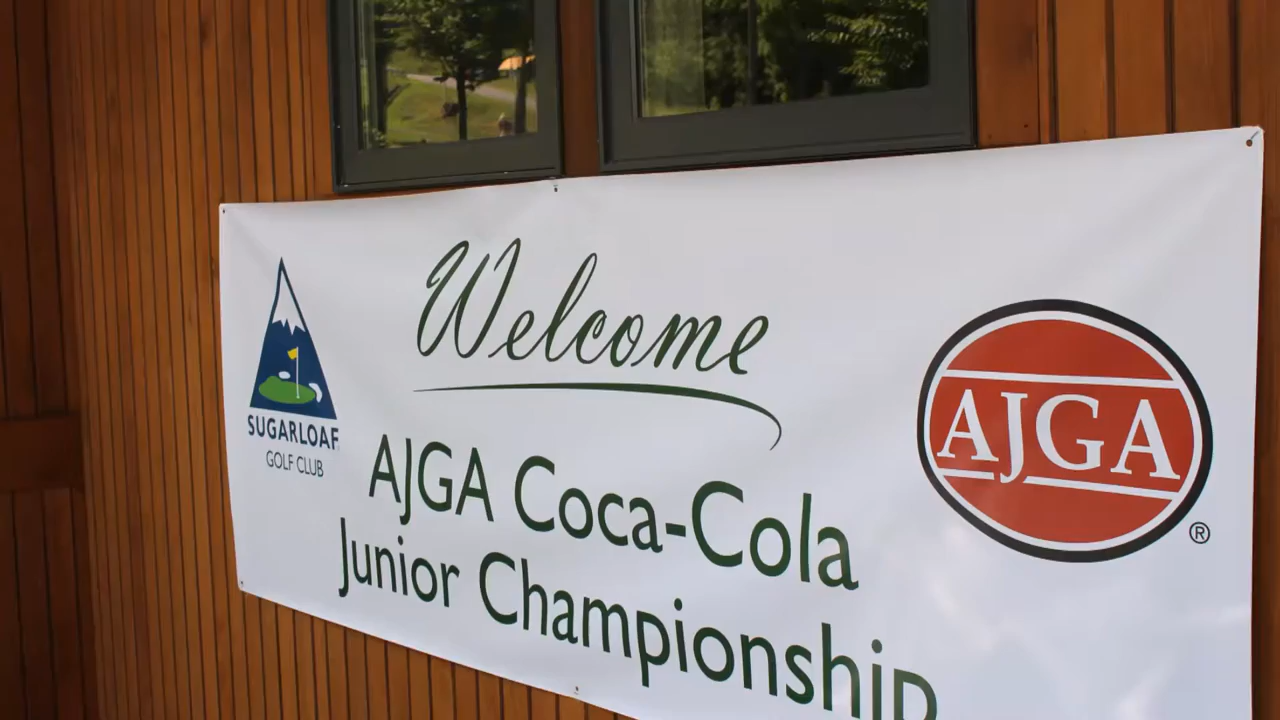 Welcome
SUGARLOAF
GOLF CLUB
AJGA Coca-Cola
Junior Championship
AJGA
®